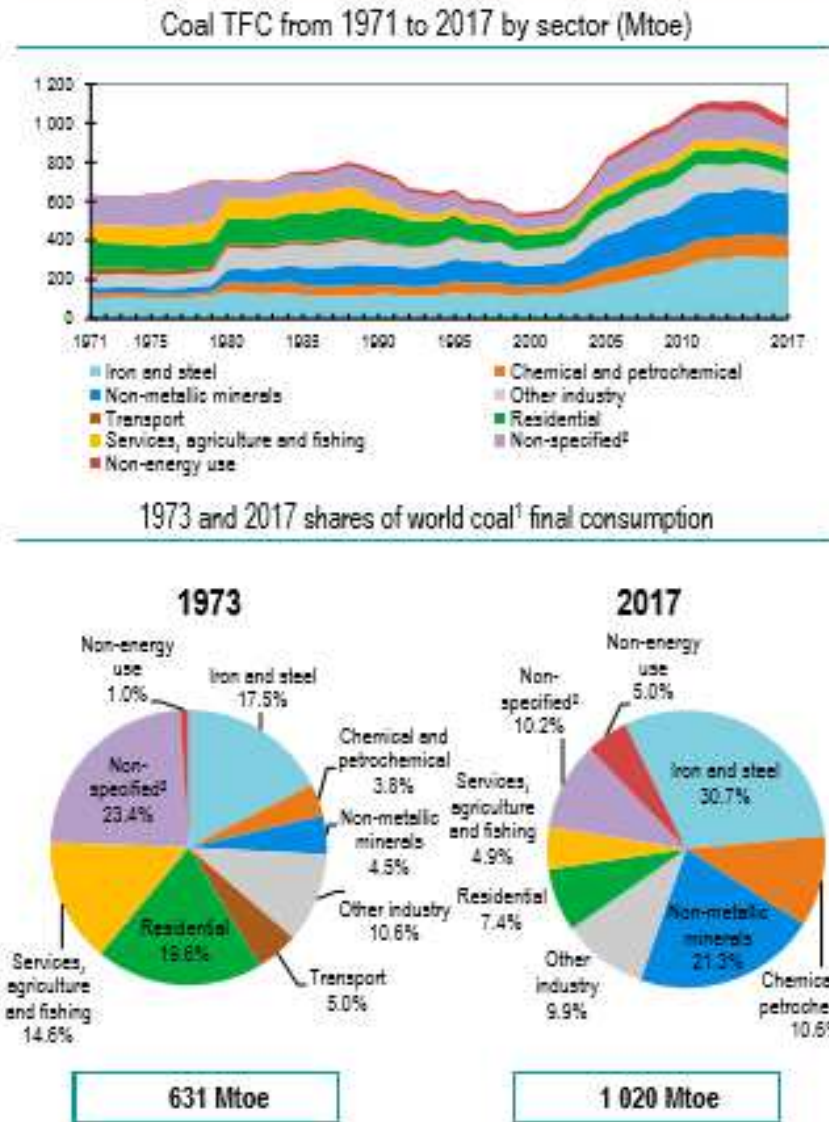 Coal TFC from 1971 to 2017 by sector (Mtoe)
1 200
1 000
800
600
400
200
0
1971 1975 1980 1985 1990 1995 2000 2005 2010 2017
Iron and steel
Chemical and petrochemical
Non-metallic minerals
Other industry
Transport
Residential
Services, agriculture and fishing
Non-specified²
Non-energy use
1973 and 2017 shares of world coal¹ final consumption
1973
Non-energy
use
1.0%
Iron and steel
17.5%
Chemical and
petrochemical
3.8%
Non-metallic
minerals
4.5%
Other industry
10.6%
Transport
5.0%
Residential
19.6%
Services,
agriculture
and fishing
14.6%
Non-
specified²
23.4%
631 Mtoe
2017
Non-energy
use
5.0%
Iron and steel
30.7%
Chemica
petroche
10.6%
Non-metallic
minerals
21.3%
Other
industry
9.9%
Residential
7.4%
Services,
agriculture
and fishing
4.9%
Non-
specified²
10.2%
1 020 Mtoe